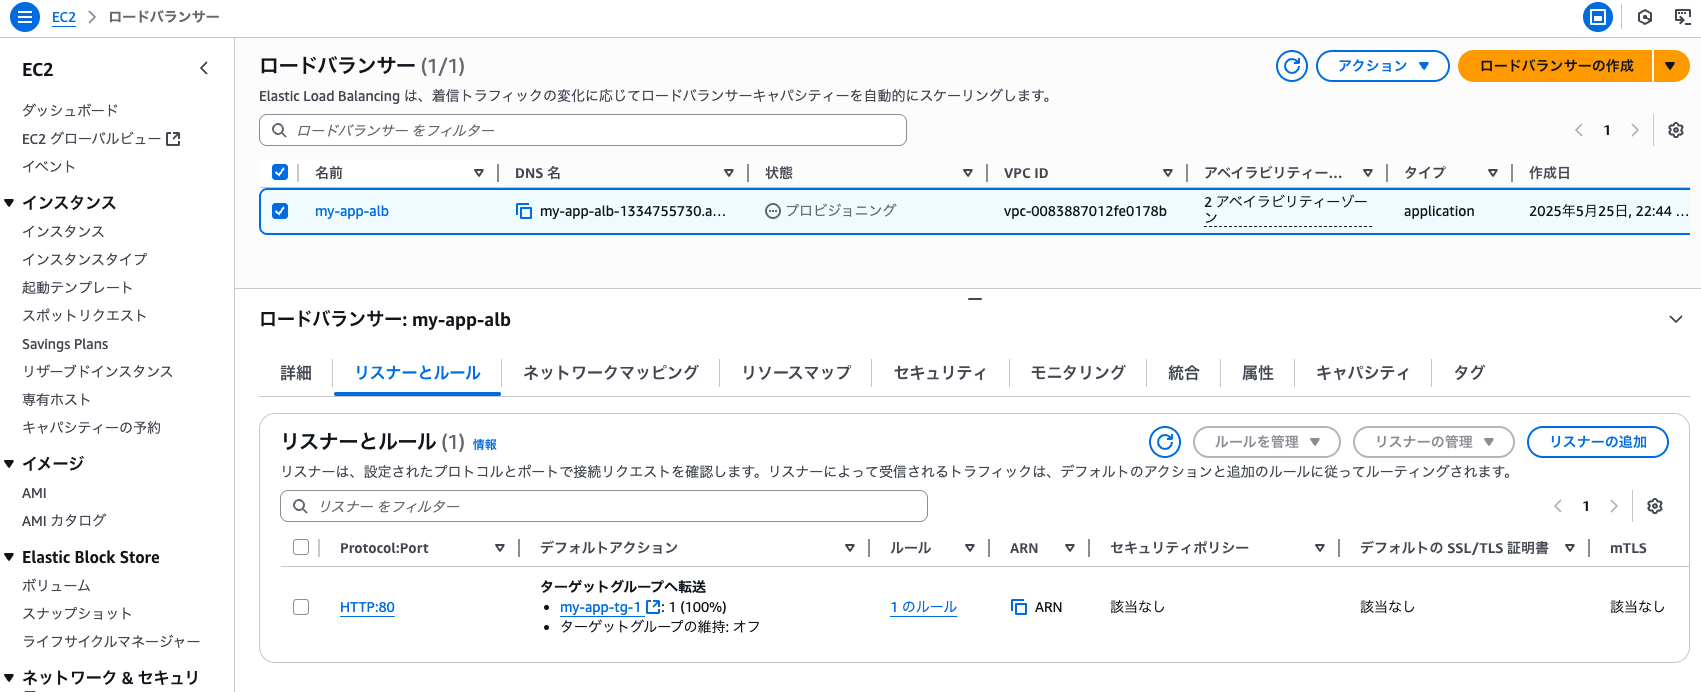 EC2 > ロードバランサー
EC2
ダッシュボード
EC2 グローバルビュー
イベント
インスタンス
インスタンス
インスタンスタイプ
起動テンプレート
スポットリクエスト
Savings Plans
リザーブドインスタンス
専有ホスト
キャパシティーの予約
イメージ
AMI
AMI カタログ
Elastic Block Store
ボリューム
スナップショット
ライフサイクルマネージャー
ネットワーク & セキュリ
ロードバランサー (1/1)
アクション
ロードバランサーの作成
Elastic Load Balancing は、着信トラフィックの変化に応じてロードバランサーキャパシティーを自動的にスケーリングします。
ロードバランサー をフィルター
1
名前 DNS 名 状態 VPC ID アベイラビリティー... タイプ 作成日
my-app-alb my-app-alb-1334755730.a... プロビジョニング vpc-0083887012fe0178b 2 アベイラビリティーゾー
ン
application 2025年5月25日, 22:44 ...
ロードバランサー: my-app-alb
詳細 リスナーとルール ネットワークマッピング リソースマップ セキュリティ モニタリング 統合 属性 キャパシティ タグ
リスナーとルール (1) 情報
ルールを管理 リスナーの管理 リスナーの追加
リスナーは、設定されたプロトコルとポートで接続リクエストを確認します。リスナーによって受信されるトラフィックは、デフォルトのアクションと追加のルールに従ってルーティングされます。
リスナー をフィルター
1
Protocol:Port デフォルトアクション ルール ARN セキュリティポリシー デフォルトの SSL/TLS 証明書 mTLS
ターゲットグループへ転送
HTTP:80 • my-app-tg-1: 1 (100%) 1 のルール ARN 該当なし 該当なし 該当なし
• ターゲットグループの維持: オフ